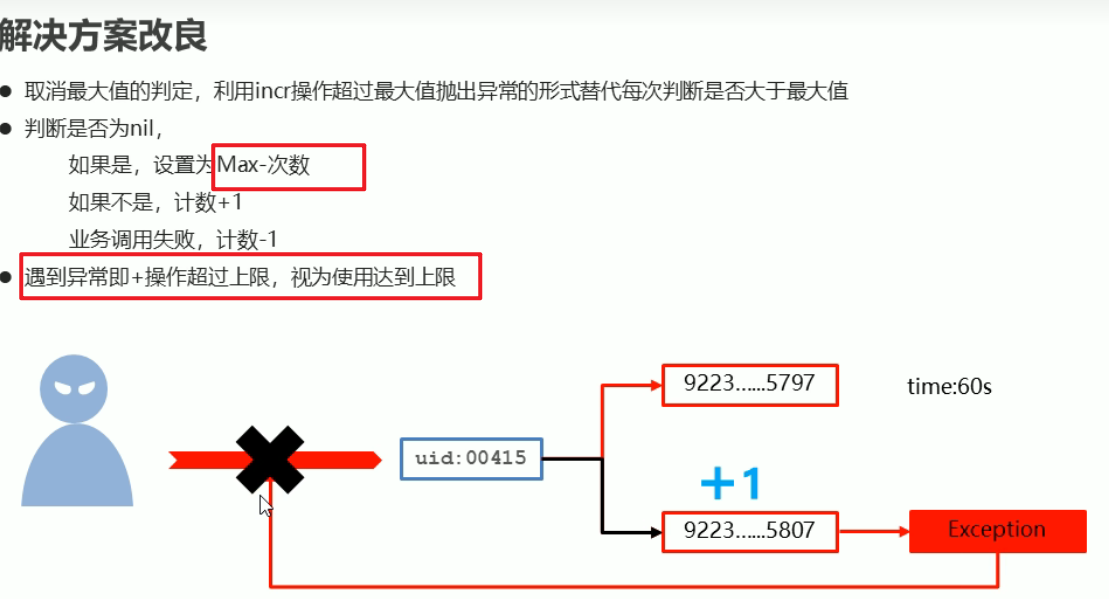 解决方案改良
● 取消最大值的判定，利用incr操作超过最大值抛出异常的形式替代每次判断是否大于最大值
● 判断是否为nil，
如果是，设置为Max-次数
如果不是，计数+1
业务调用失败，计数-1
● 遇到异常即+操作超过上限，视为使用达到上限
9223……5797
time:60s
uid:00415
+1
9223……5807
Exception